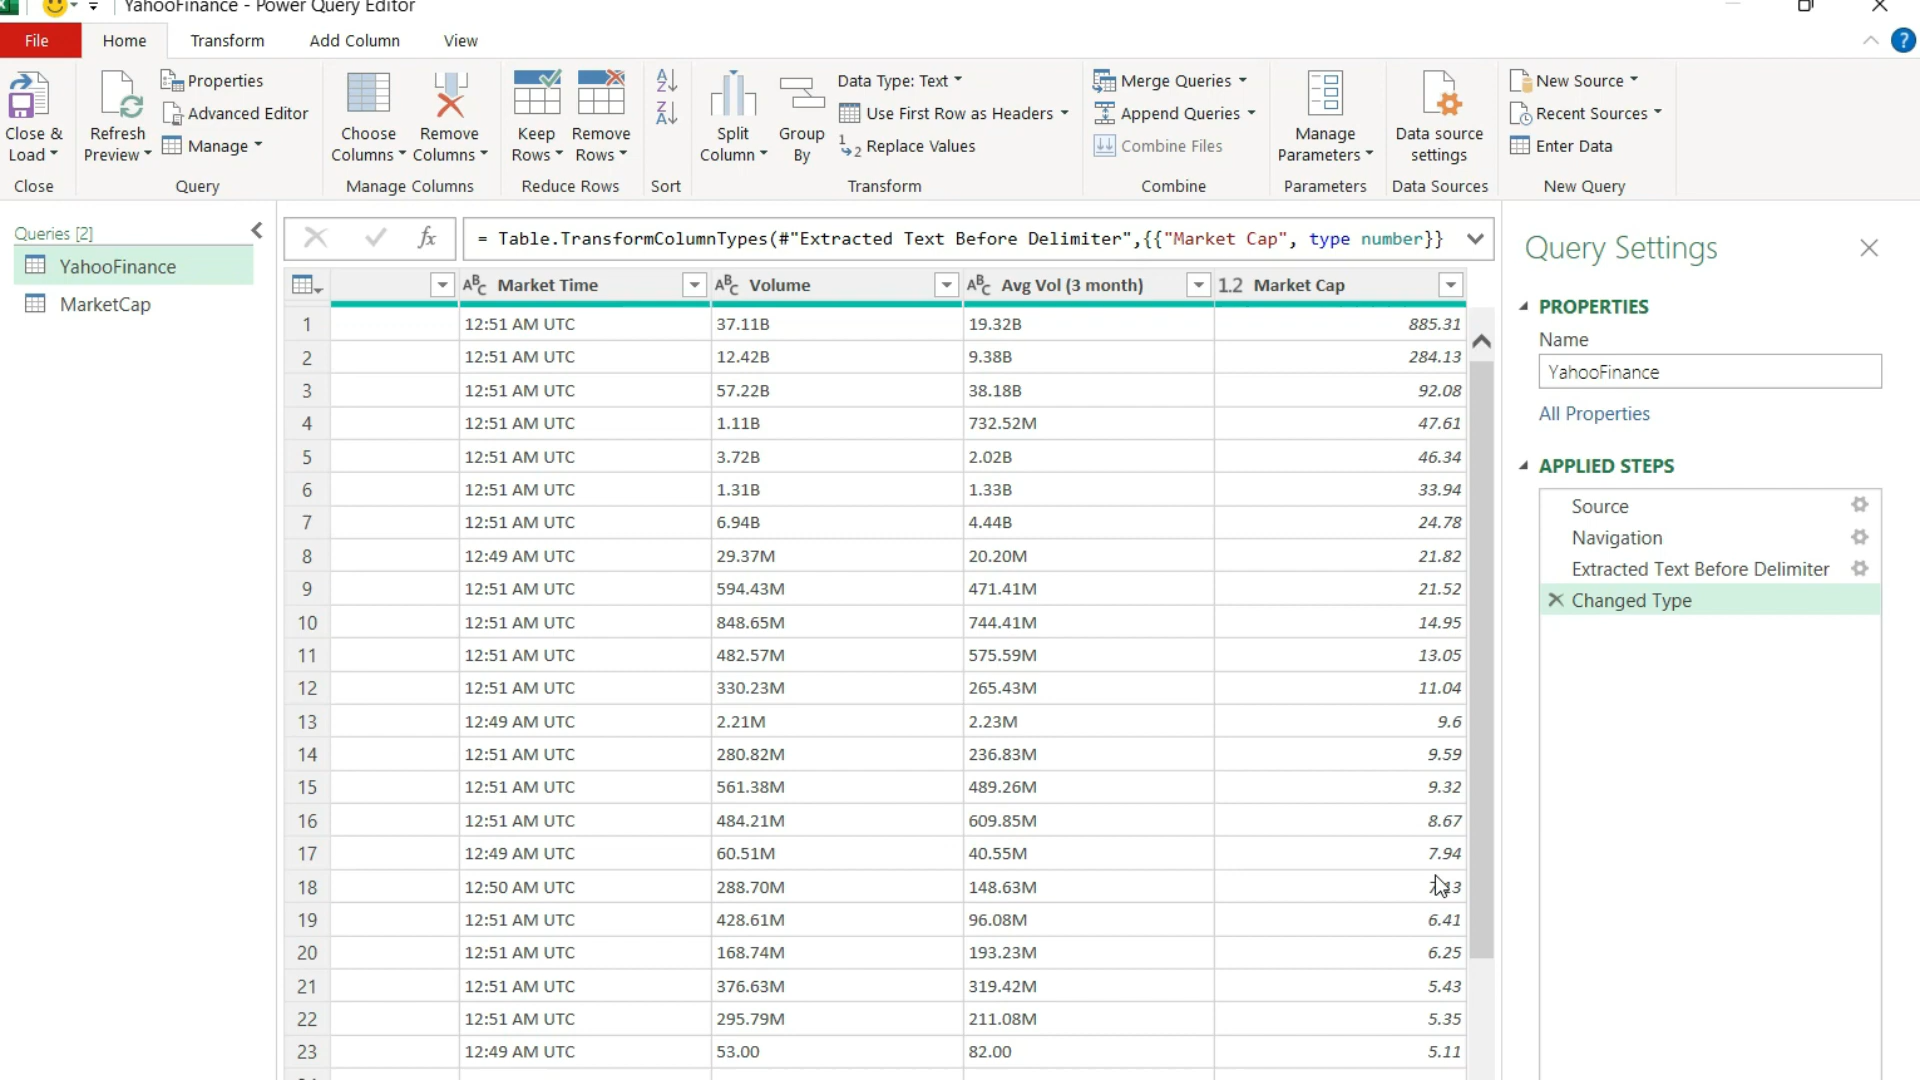 YahooFinance - Power Query Editor
File Home Transform Add Column View
Close & Load
Refresh Preview
Properties
Advanced Editor
Manage
Choose Columns
Remove Columns
Keep Rows
Remove Rows
Split Column
Group By
Data Type: Text
Use First Row as Headers
Replace Values
Merge Queries
Append Queries
Combine Files
Manage Parameters
Data source settings
New Source
Recent Sources
Enter Data
Close Query Manage Columns Reduce Rows Sort Transform Combine Parameters Data Sources New Query
Queries [2]
YahooFinance
MarketCap
fx = Table.TransformColumnTypes(#"Extracted Text Before Delimiter",{{"Market Cap", type number}}
ABC Market Time ABC Volume ABC Avg Vol (3 month) 1.2 Market Cap
1 12:51 AM UTC 37.11B 19.32B 885.31
2 12:51 AM UTC 12.42B 9.38B 284.13
3 12:51 AM UTC 57.22B 38.18B 92.08
4 12:51 AM UTC 1.11B 732.52M 47.61
5 12:51 AM UTC 3.72B 2.02B 46.34
6 12:51 AM UTC 1.31B 1.33B 33.94
7 12:51 AM UTC 6.94B 4.44B 24.78
8 12:49 AM UTC 29.37M 20.20M 21.82
9 12:51 AM UTC 594.43M 471.41M 21.52
10 12:51 AM UTC 848.65M 744.41M 14.95
11 12:51 AM UTC 482.57M 575.59M 13.05
12 12:51 AM UTC 330.23M 265.43M 11.04
13 12:49 AM UTC 2.21M 2.23M 9.6
14 12:51 AM UTC 280.82M 236.83M 9.59
15 12:51 AM UTC 561.38M 489.26M 9.32
16 12:51 AM UTC 484.21M 609.85M 8.67
17 12:49 AM UTC 60.51M 40.55M 7.94
18 12:50 AM UTC 288.70M 148.63M
19 12:51 AM UTC 428.61M 96.08M 6.41
20 12:51 AM UTC 168.74M 193.23M 6.25
21 12:51 AM UTC 376.63M 319.42M 5.43
22 12:51 AM UTC 295.79M 211.08M 5.35
23 12:49 AM UTC 53.00 82.00 5.11
Query Settings
PROPERTIES
Name
YahooFinance
All Properties
APPLIED STEPS
Source
Navigation
Extracted Text Before Delimiter
Changed Type